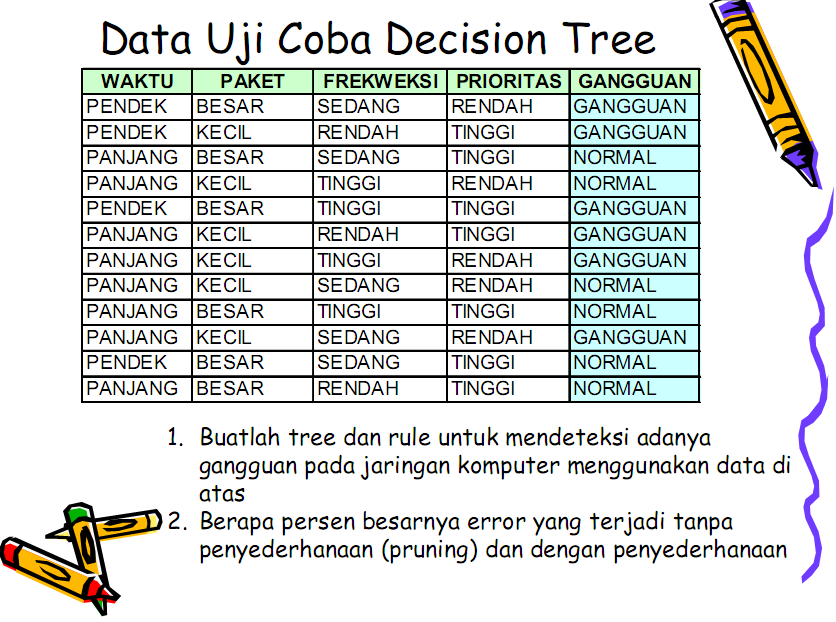 Data Uji Coba Decision Tree
WAKTU PAKET FREKWEKSI PRIORITAS GANGGUAN
PENDEK BESAR SEDANG RENDAH GANGGUAN
PENDEK KECIL RENDAH TINGGI GANGGUAN
PANJANG BESAR SEDANG TINGGI NORMAL
PANJANG KECIL TINGGI RENDAH NORMAL
PENDEK BESAR TINGGI TINGGI GANGGUAN
PANJANG KECIL RENDAH TINGGI GANGGUAN
PANJANG KECIL TINGGI RENDAH GANGGUAN
PANJANG KECIL SEDANG RENDAH NORMAL
PANJANG BESAR TINGGI TINGGI NORMAL
PANJANG KECIL SEDANG RENDAH GANGGUAN
PENDEK BESAR SEDANG TINGGI NORMAL
PANJANG BESAR RENDAH TINGGI NORMAL
1. Buatlah tree dan rule untuk mendeteksi adanya
gangguan pada jaringan komputer menggunakan data di
atas
2. Berapa persen besarnya error yang terjadi tanpa
penyederhanaan (pruning) dan dengan penyederhanaan